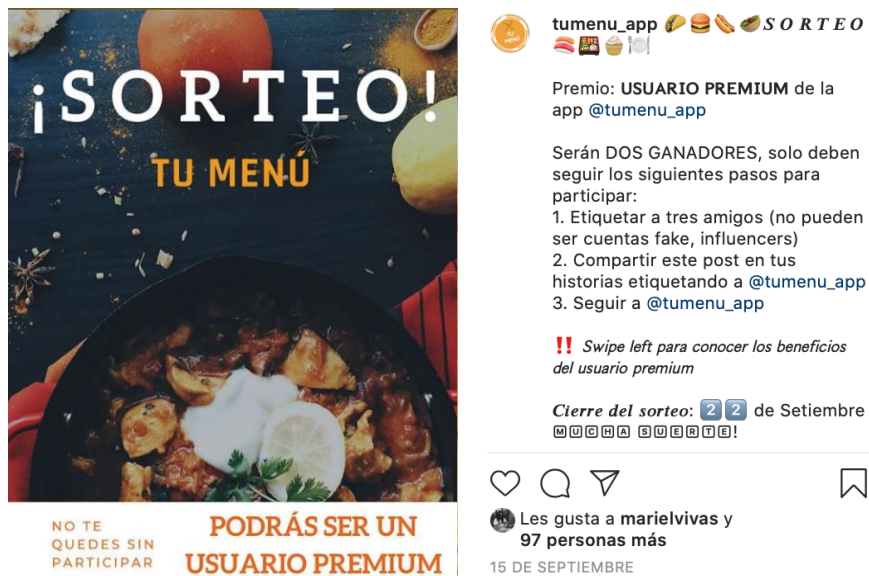 ¡SORTEO!
TU MENÚ
NO TE
QUEDES SIN
PARTICIPAR
PODRÁS SER UN
USUARIO PREMIUM
TU
MENÚ
tumenu_app 🌮🍔🌭🥙 𝑺 𝑶 𝑹 𝑻 𝑬 𝑶
🍣🍱🧁🍽️
Premio: USUARIO PREMIUM de la
app @tumenu_app
Serán DOS GANADORES, solo deben
seguir los siguientes pasos para
participar:
1. Etiquetar a tres amigos (no pueden
ser cuentas fake, influencers)
2. Compartir este post en tus
historias etiquetando a @tumenu_app
3. Seguir a @tumenu_app
‼️ Swipe left para conocer los beneficios
del usuario premium
Cierre del sorteo: 2️⃣2️⃣ de Setiembre
🄼🅄🄲🄷🄰 🅂🅄🄴🅁🅃🄴!
Les gusta a marielvivas y
97 personas más
15 DE SEPTIEMBRE